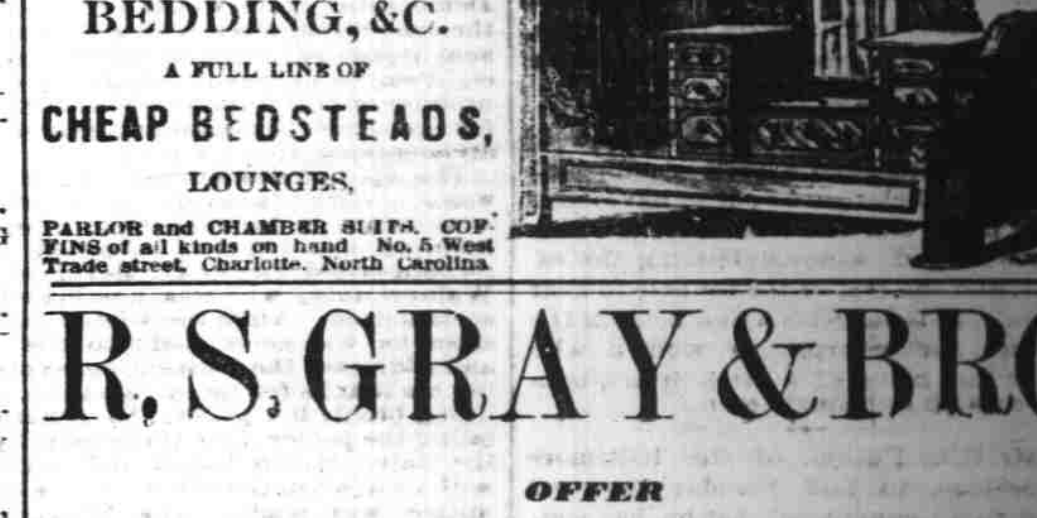 BEDDING, &C.
A FULL LINE OF
CHEAP BEDSTEADS,
LOUNGES,
PARLOR and CHAMBER SUITS. COF-
FINS of all kinds on hand No. 5 West
Trade street, Charlotte, North Carolina
R. S. GRAY & BRO
OFFER